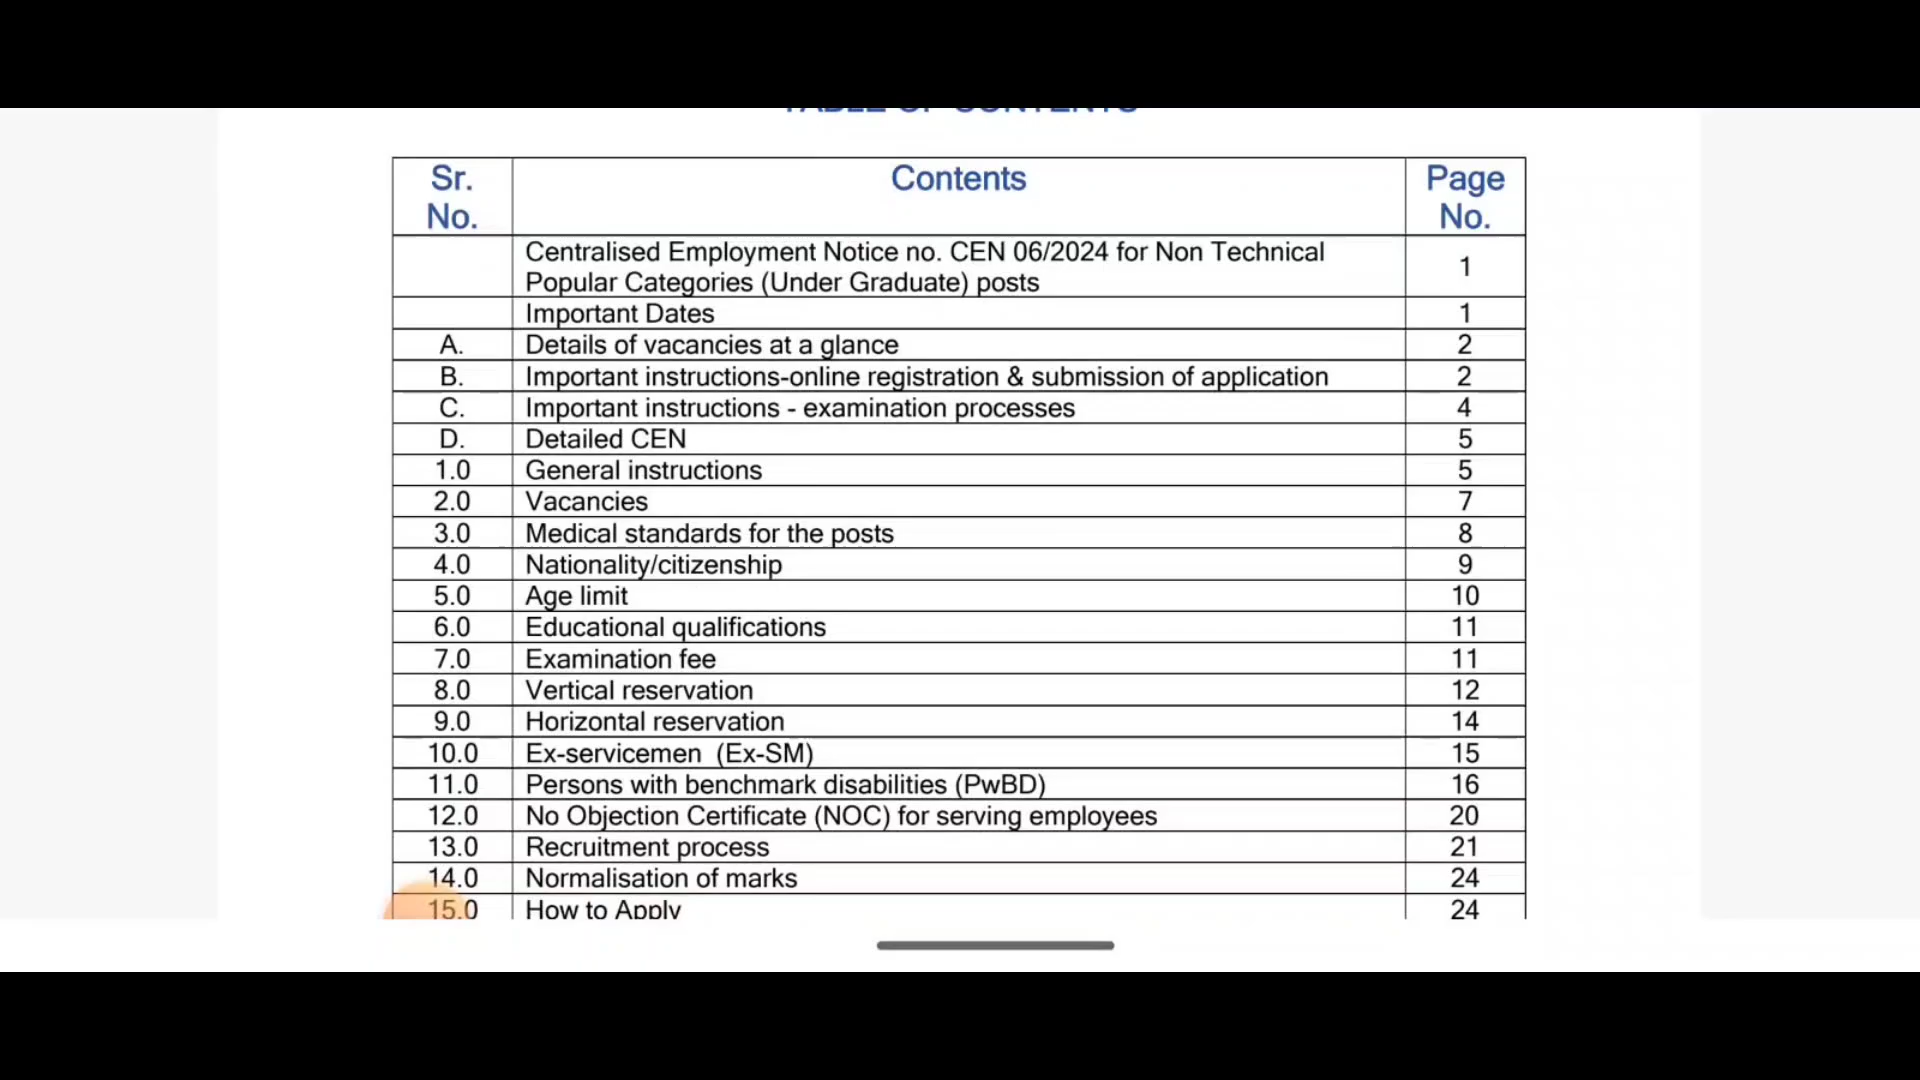 TABLE OF CONTENTS
Sr. No. Contents Page No.
Centralised Employment Notice no. CEN 06/2024 for Non Technical
Popular Categories (Under Graduate) posts 1
Important Dates 1
A. Details of vacancies at a glance 2
B. Important instructions-online registration & submission of application 2
C. Important instructions - examination processes 4
D. Detailed CEN 5
1.0 General instructions 5
2.0 Vacancies 7
3.0 Medical standards for the posts 8
4.0 Nationality/citizenship 9
5.0 Age limit 10
6.0 Educational qualifications 11
7.0 Examination fee 11
8.0 Vertical reservation 12
9.0 Horizontal reservation 14
10.0 Ex-servicemen (Ex-SM) 15
11.0 Persons with benchmark disabilities (PwBD) 16
12.0 No Objection Certificate (NOC) for serving employees 20
13.0 Recruitment process 21
14.0 Normalisation of marks 24
15.0 How to Apply 24